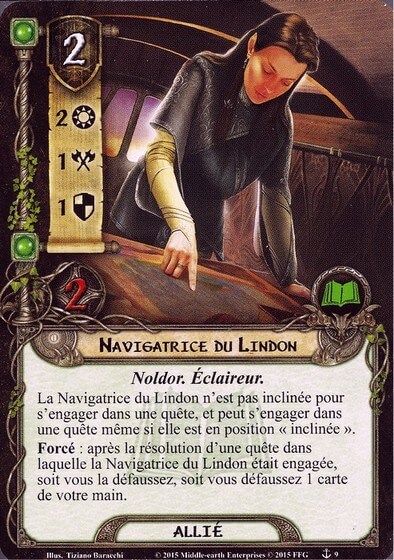 2
2
1
1
2
NAVIGATRICE DU LINDON
Noldor. Éclaireur.
La Navigatrice du Lindon n'est pas inclinée pour
s'engager dans une quête, et peut s'engager dans
une quête même si elle est en position « inclinée ».
Forcé : après la résolution d'une quête dans
laquelle la Navigatrice du Lindon était engagée,
soit vous la défaussez, soit vous défaussez 1 carte
de votre main.
ALLIÉ
Illus. Tiziano Baracchi © 2015 Middle-earth Enterprises © 2015 FFG 9